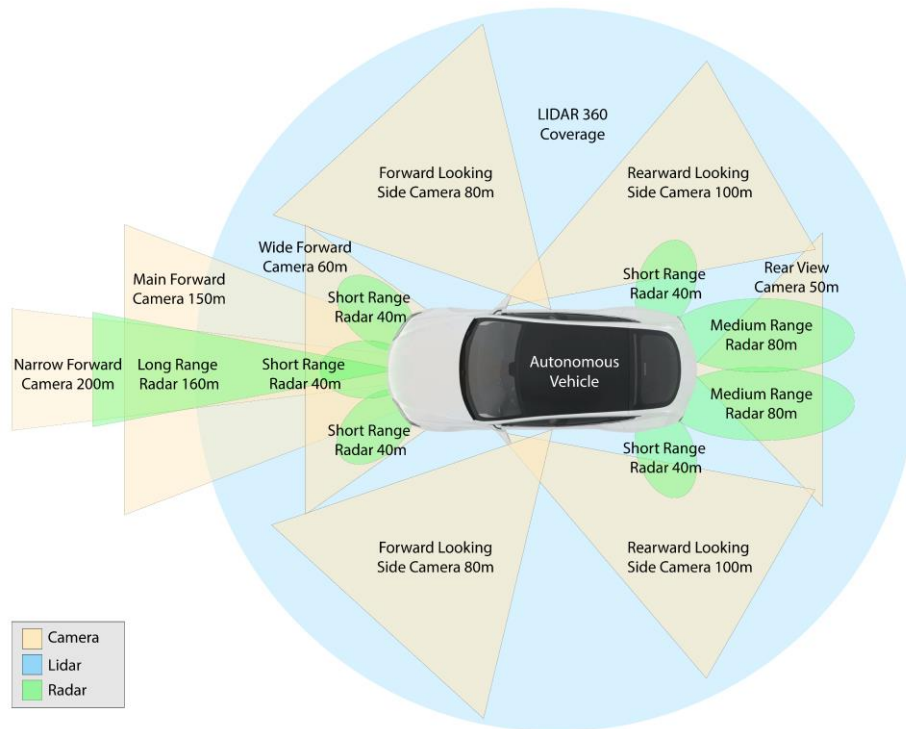 LIDAR 360
Coverage
Forward Looking
Side Camera 80m
Rearward Looking
Side Camera 100m
Wide Forward
Camera 60m
Main Forward
Camera 150m
Short Range
Radar 40m
Short Range
Radar 40m
Rear View
Camera 50m
Medium Range
Radar 80m
Narrow Forward
Camera 200m
Long Range
Radar 160m
Short Range
Radar 40m
Autonomous
Vehicle
Medium Range
Radar 80m
Short Range
Radar 40m
Short Range
Radar 40m
Forward Looking
Side Camera 80m
Rearward Looking
Side Camera 100m
Camera
Lidar
Radar